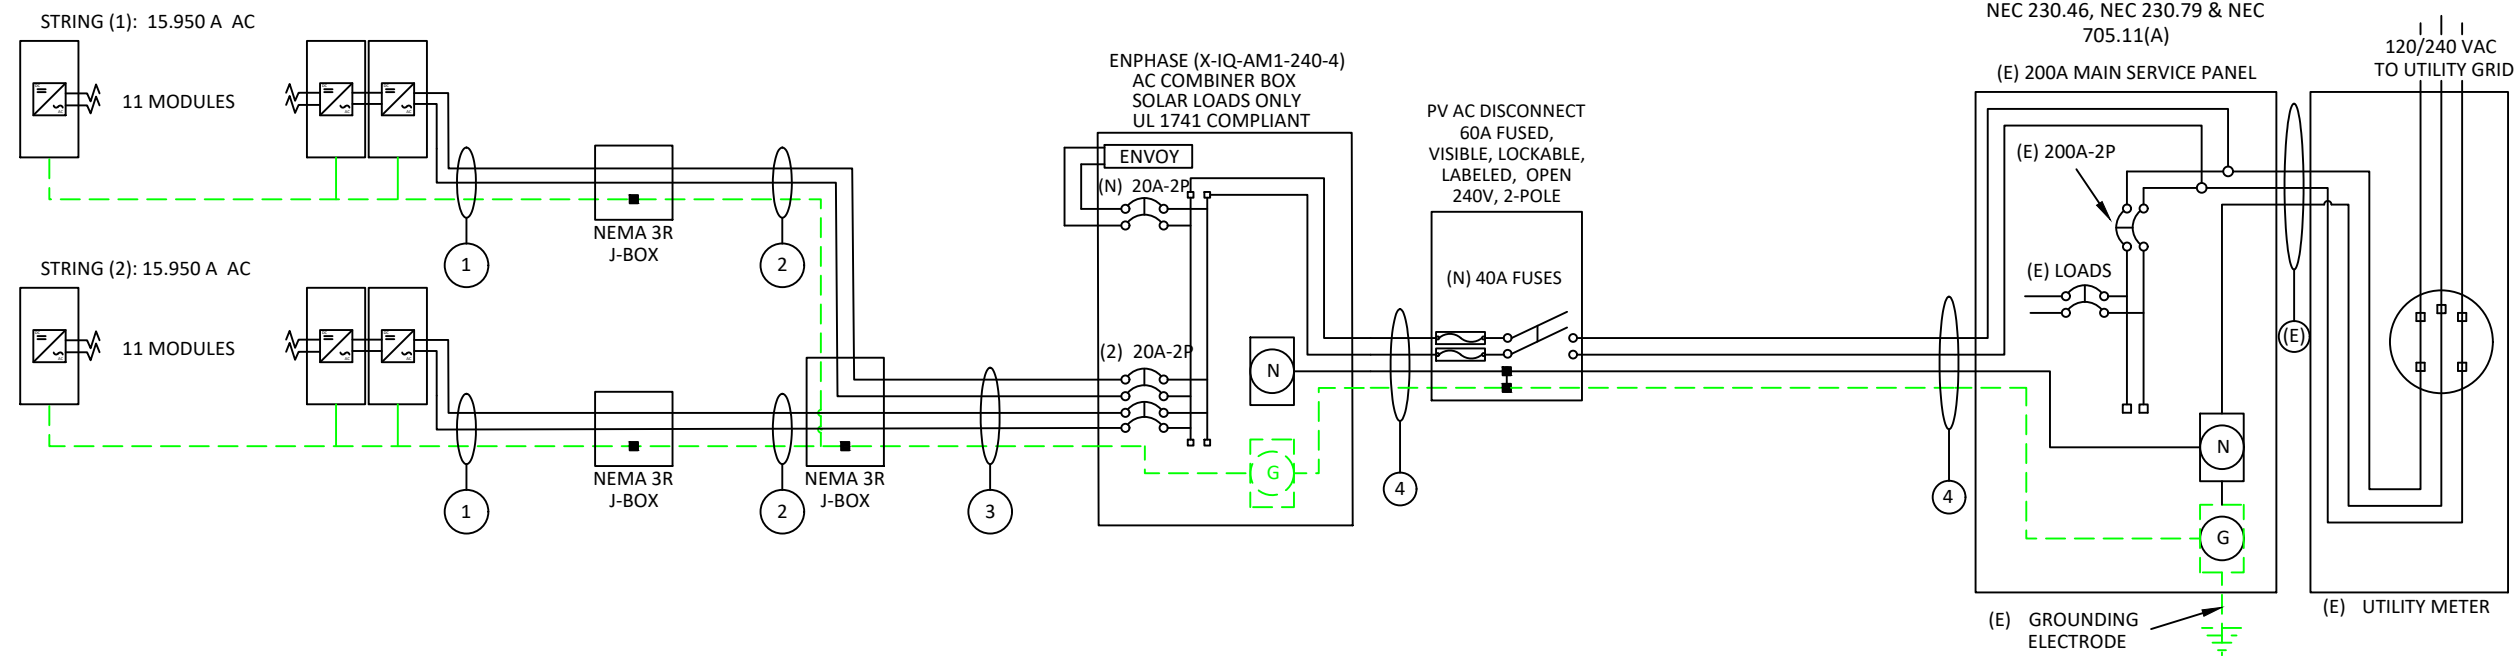 STRING (1): 15.950 A AC
11 MODULES
1
NEMA 3R
J-BOX
2
STRING (2): 15.950 A AC
11 MODULES
1
NEMA 3R
J-BOX
2
NEMA 3R
J-BOX
3
ENPHASE (X-IQ-AM1-240-4)
AC COMBINER BOX
SOLAR LOADS ONLY
UL 1741 COMPLIANT
ENVOY
(N) 20A-2P
(2) 20A-2P
N
G
4
PV AC DISCONNECT
60A FUSED,
VISIBLE, LOCKABLE,
LABELED, OPEN
240V, 2-POLE
(N) 40A FUSES
4
NEC 230.46, NEC 230.79 & NEC
705.11(A)
(E) 200A MAIN SERVICE PANEL
(E) 200A-2P
(E) LOADS
N
G
(E) GROUNDING
ELECTRODE
(E)
120/240 VAC
TO UTILITY GRID
(E) UTILITY METER